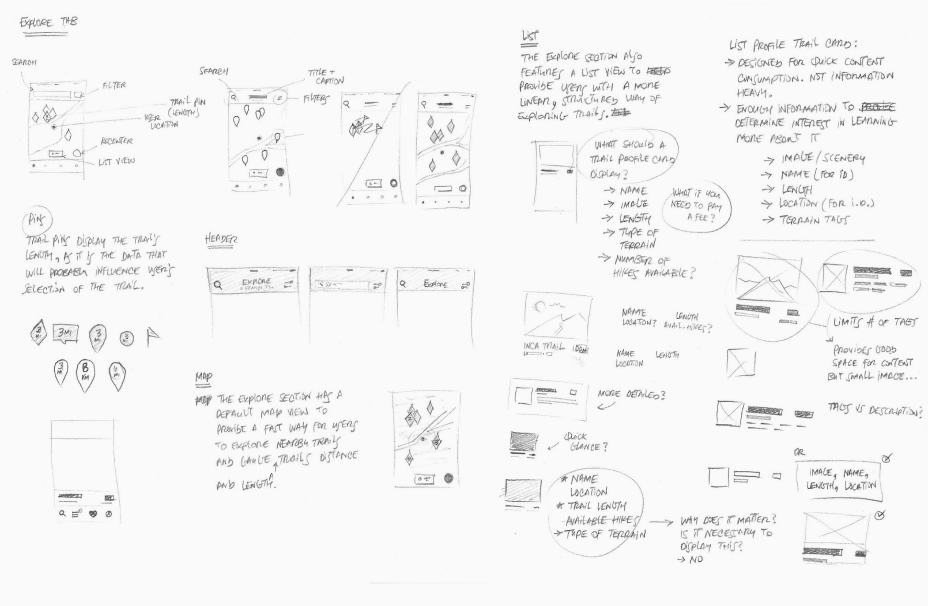 EXPLORE TAB
SEARCH
FILTER
TRAIL PIN
(LENGTH)
USER
LOCATION
RECENTER
LIST VIEW
SEARCH
TITLE +
CAPTION
FILTERS
PINS
TRAIL PINS DISPLAY THE TRAIL'S
LENGTH, AS IT IS THE DATA THAT
WILL PROBABLY INFLUENCE USER'S
SELECTION OF THE TRAIL.
3MI
3
MI
3
8
KM
HEADER
EXPLORE
EXPLORE
MAP
THE EXPLORE SECTION HAS A
DEFAULT MAP VIEW TO
PROVIDE A FAST WAY FOR USERS
TO EXPLORE NEARBY TRAILS
AND GAUGE TRAILS DISTANCE
AND LENGTH.
LIST
THE EXPLORE SECTION ALSO
FEATURES A LIST VIEW TO
PROVIDE USERS WITH A MORE
LINEAR, STRUCTURED WAY OF
EXPLORING TRAILS.
WHAT SHOULD A
TRAIL PROFILE CARD
DISPLAY?
→ NAME
→ IMAGE
→ LENGTH
→ TYPE OF
TERRAIN
→ NUMBER OF
HIKES AVAILABLE?
WHAT IF YOU
NEED TO PAY
A FEE?
INCA TRAIL
NAME LENGTH
LOCATION? AVAIL. HIKES?
NAME LENGTH
LOCATION
MORE DETAILED?
QUICK
GLANCE?
* NAME
LOCATION
* TRAIL LENGTH
AVAILABLE HIKES
→ TYPE OF TERRAIN
WHY DOES IT MATTER?
IS IT NECESSARY TO
DISPLAY THIS?
→ NO
LIST PROFILE TRAIL CARD:
→ DESIGNED FOR QUICK CONTENT
CONSUMPTION. NOT INFORMATION
HEAVY.
→ ENOUGH INFORMATION TO
DETERMINE INTEREST IN LEARNING
MORE ABOUT IT
→ IMAGE/SCENERY
→ NAME (FOR ID)
→ LENGTH
→ LOCATION (FOR I.D.)
→ TERRAIN TAGS
LIMITS # OF TAGS
PROVIDES GOOD
SPACE FOR CONTENT
BUT SMALL IMAGE...
TAGS VS DESCRIPTION?
OR
IMAGE, NAME,
LENGTH, LOCATION